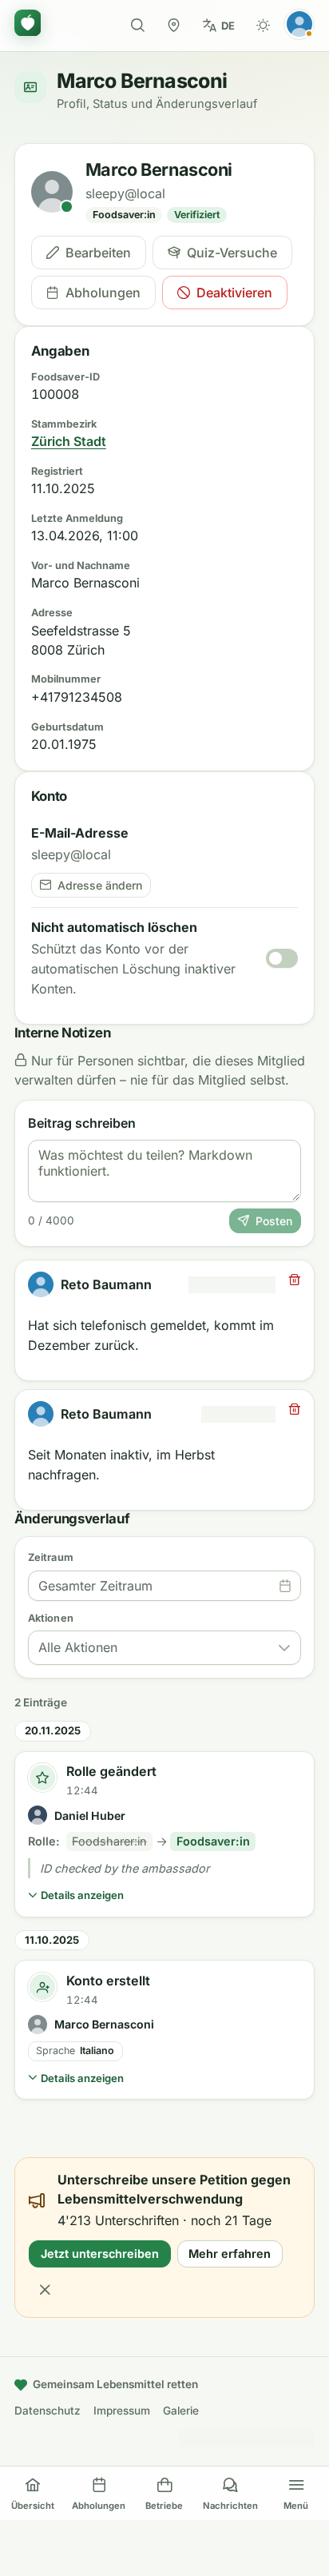 DE
Marco Bernasconi
Profil, Status und Änderungsverlauf
Marco Bernasconi
sleepy@local
Foodsaver:in Verifiziert
Bearbeiten Quiz-Versuche
Abholungen Deaktivieren
Angaben
Foodsaver-ID
100008
Stammbezirk
Zürich Stadt
Registriert
11.10.2025
Letzte Anmeldung
13.04.2026, 11:00
Vor- und Nachname
Marco Bernasconi
Adresse
Seefeldstrasse 5
8008 Zürich
Mobilnummer
+41791234508
Geburtsdatum
20.01.1975
Konto
E-Mail-Adresse
sleepy@local
Adresse ändern
Nicht automatisch löschen
Schützt das Konto vor der
automatischen Löschung inaktiver
Konten.
Interne Notizen
Nur für Personen sichtbar, die dieses Mitglied
verwalten dürfen – nie für das Mitglied selbst.
Beitrag schreiben
Was möchtest du teilen? Markdown
funktioniert.
0 / 4000 Posten
Reto Baumann
Hat sich telefonisch gemeldet, kommt im
Dezember zurück.
Reto Baumann
Seit Monaten inaktiv, im Herbst
nachfragen.
Änderungsverlauf
Zeitraum
Gesamter Zeitraum
Aktionen
Alle Aktionen
2 Einträge
20.11.2025
Rolle geändert
12:44
Daniel Huber
Rolle: Foodsharer:in → Foodsaver:in
ID checked by the ambassador
Details anzeigen
11.10.2025
Konto erstellt
12:44
Marco Bernasconi
Sprache Italiano
Details anzeigen
Unterschreibe unsere Petition gegen
Lebensmittelverschwendung
4'213 Unterschriften · noch 21 Tage
Jetzt unterschreiben Mehr erfahren
Gemeinsam Lebensmittel retten
Datenschutz Impressum Galerie
Übersicht Abholungen Betriebe Nachrichten Menü